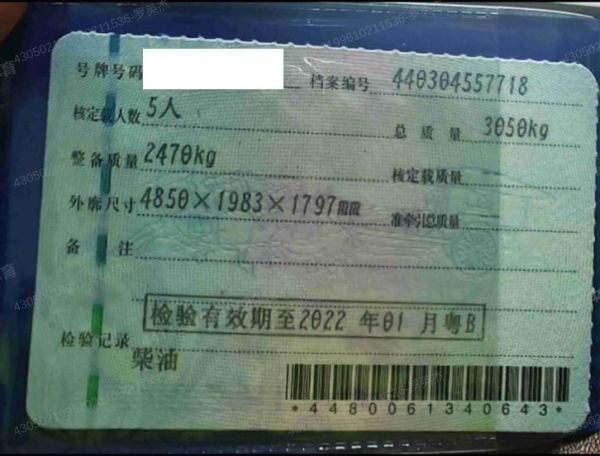 号牌号码 档案编号 440304557718
核定载人数 5人 总质量 3050kg
整备质量 2470kg 核定载质量
外廓尺寸 4850×1983×1797mm 准牵引总质量
备注
检验有效期至2022年01月粤B
检验记录
柴油
*4480061340643*